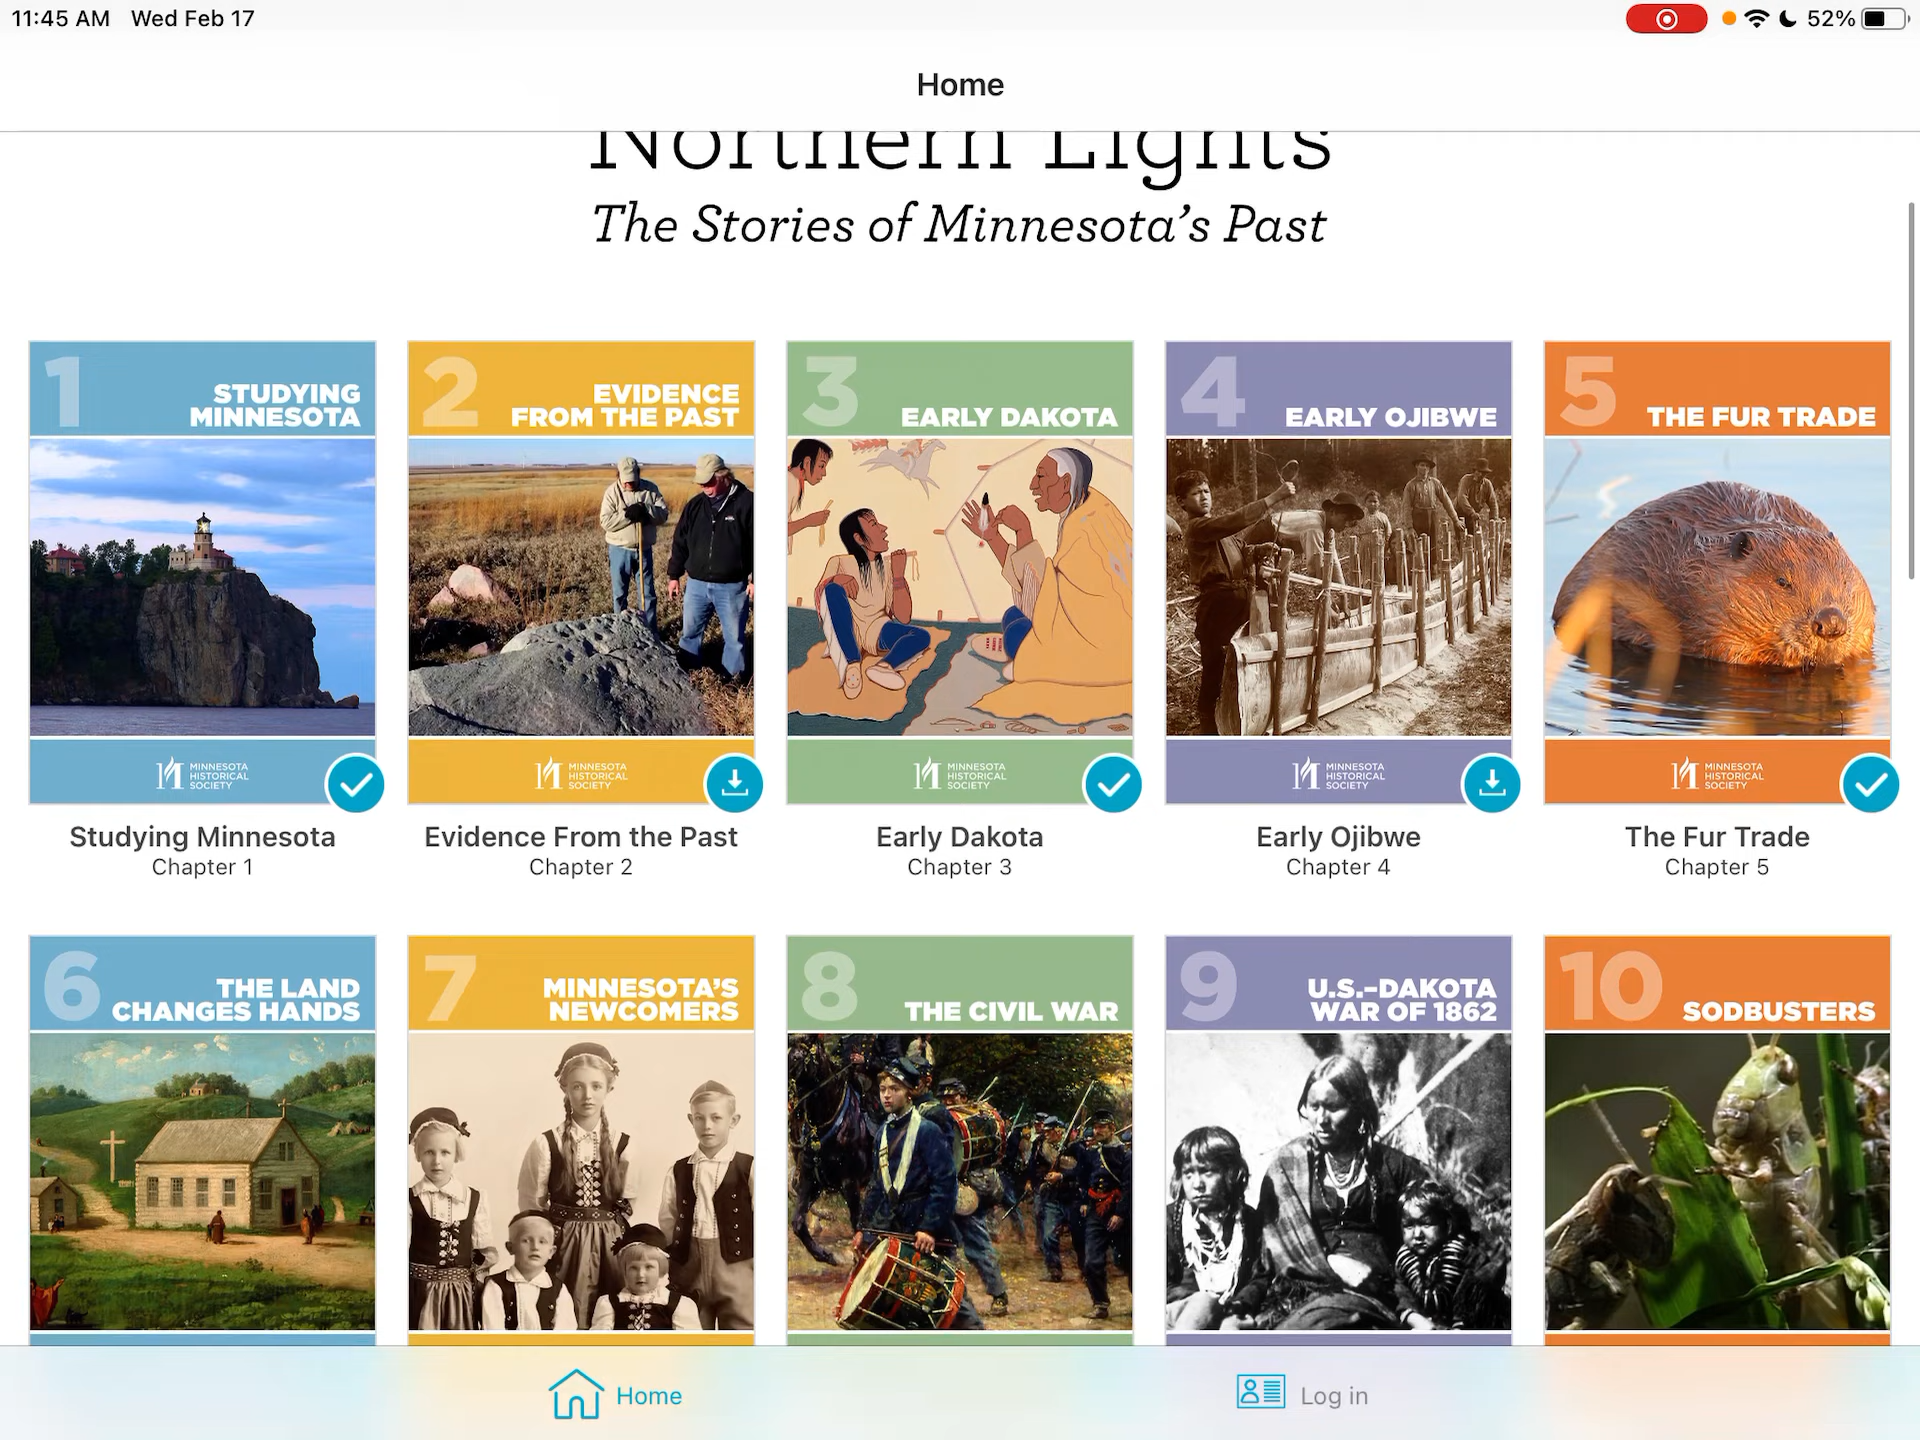 11:45 AM Wed Feb 17
52%
Home
Northern Lights
The Stories of Minnesota's Past
1
STUDYING
MINNESOTA
MINNESOTA
HISTORICAL
SOCIETY
Studying Minnesota
Chapter 1
2
EVIDENCE
FROM THE PAST
MINNESOTA
HISTORICAL
SOCIETY
Evidence From the Past
Chapter 2
3
EARLY DAKOTA
MINNESOTA
HISTORICAL
SOCIETY
Early Dakota
Chapter 3
4
EARLY OJIBWE
MINNESOTA
HISTORICAL
SOCIETY
Early Ojibwe
Chapter 4
5
THE FUR TRADE
MINNESOTA
HISTORICAL
SOCIETY
The Fur Trade
Chapter 5
6
THE LAND
CHANGES HANDS
7
MINNESOTA'S
NEWCOMERS
8
THE CIVIL WAR
9
U.S.–DAKOTA
WAR OF 1862
10
SODBUSTERS
Home
Log in